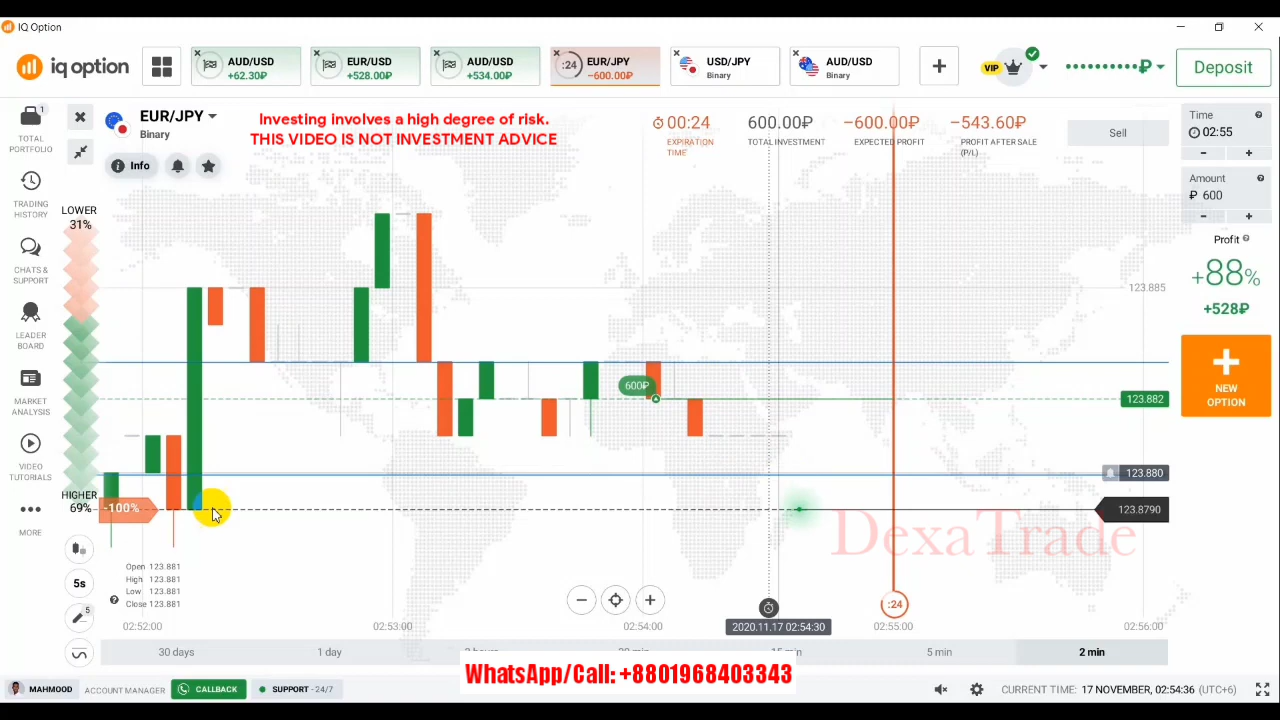 IQ Option
iq option
AUD/USD
+62.30₽
EUR/USD
+528.00₽
AUD/USD
+534.00₽
:24
EUR/JPY
−600.00₽
USD/JPY
Binary
AUD/USD
Binary
VIP
••••••••••₽
Deposit
TOTAL
PORTFOLIO
1
TRADING
HISTORY
CHATS &
SUPPORT
LEADER
BOARD
MARKET
ANALYSIS
VIDEO
TUTORIALS
MORE
EUR/JPY
Binary
Info
Investing involves a high degree of risk.
THIS VIDEO IS NOT INVESTMENT ADVICE
00:24
EXPIRATION
TIME
600.00₽
TOTAL INVESTMENT
−600.00₽
EXPECTED PROFIT
−543.60₽
PROFIT AFTER SALE
(P/L)
Sell
Time
02:55
Amount
₽ 600
Profit
+88%
+528₽
NEW
OPTION
LOWER
31%
HIGHER
69%
-100%
600₽
123.885
123.882
123.880
123.8790
DexaTrade
Open 123.881
High 123.881
Low 123.881
Close 123.881
5s
5
:24
02:52:00
02:53:00
02:54:00
2020.11.17 02:54:30
02:55:00
02:56:00
30 days
1 day
15 min
5 min
2 min
WhatsApp/Call: +8801968403343
MAHMOOD
ACCOUNT MANAGER
CALLBACK
SUPPORT - 24/7
CURRENT TIME: 17 NOVEMBER, 02:54:36 (UTC+6)